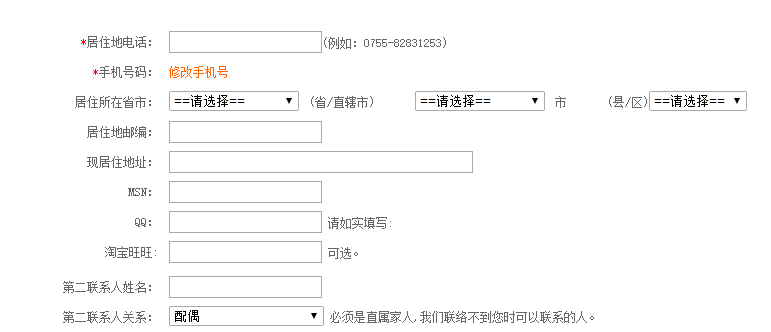 *居住地电话: (例如: 0755-82831253)
*手机号码: 修改手机号
居住所在省市: ==请选择== (省/直辖市) ==请选择== 市 (县/区) ==请选择==
居住地邮编:
现居住地址:
MSN:
QQ: 请如实填写:
淘宝旺旺: 可选。
第二联系人姓名:
第二联系人关系: 配偶 必须是直属家人,我们联络不到您时可以联系的人。